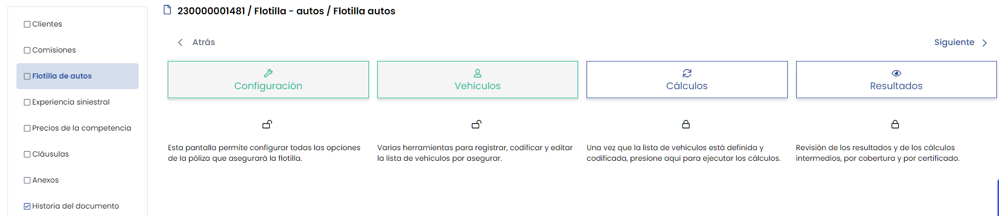 230000001481 / Flotilla - autos / Flotilla autos
Clientes
Comisiones
Flotilla de autos
Experiencia siniestral
Precios de la competencia
Cláusulas
Anexos
Historia del documento
Atrás
Siguiente
Configuración
Vehículos
Cálculos
Resultados
Esta pantalla permite configurar todas las opciones
de la póliza que asegurará la flotilla.
Varias herramientas para registrar, codificar y editar
la lista de vehículos por asegurar.
Una vez que la lista de vehículos está definida y
codificada, presione aquí para ejecutar los cálculos.
Revisión de los resultados y de los cálculos
intermedios, por cobertura y por certificado.